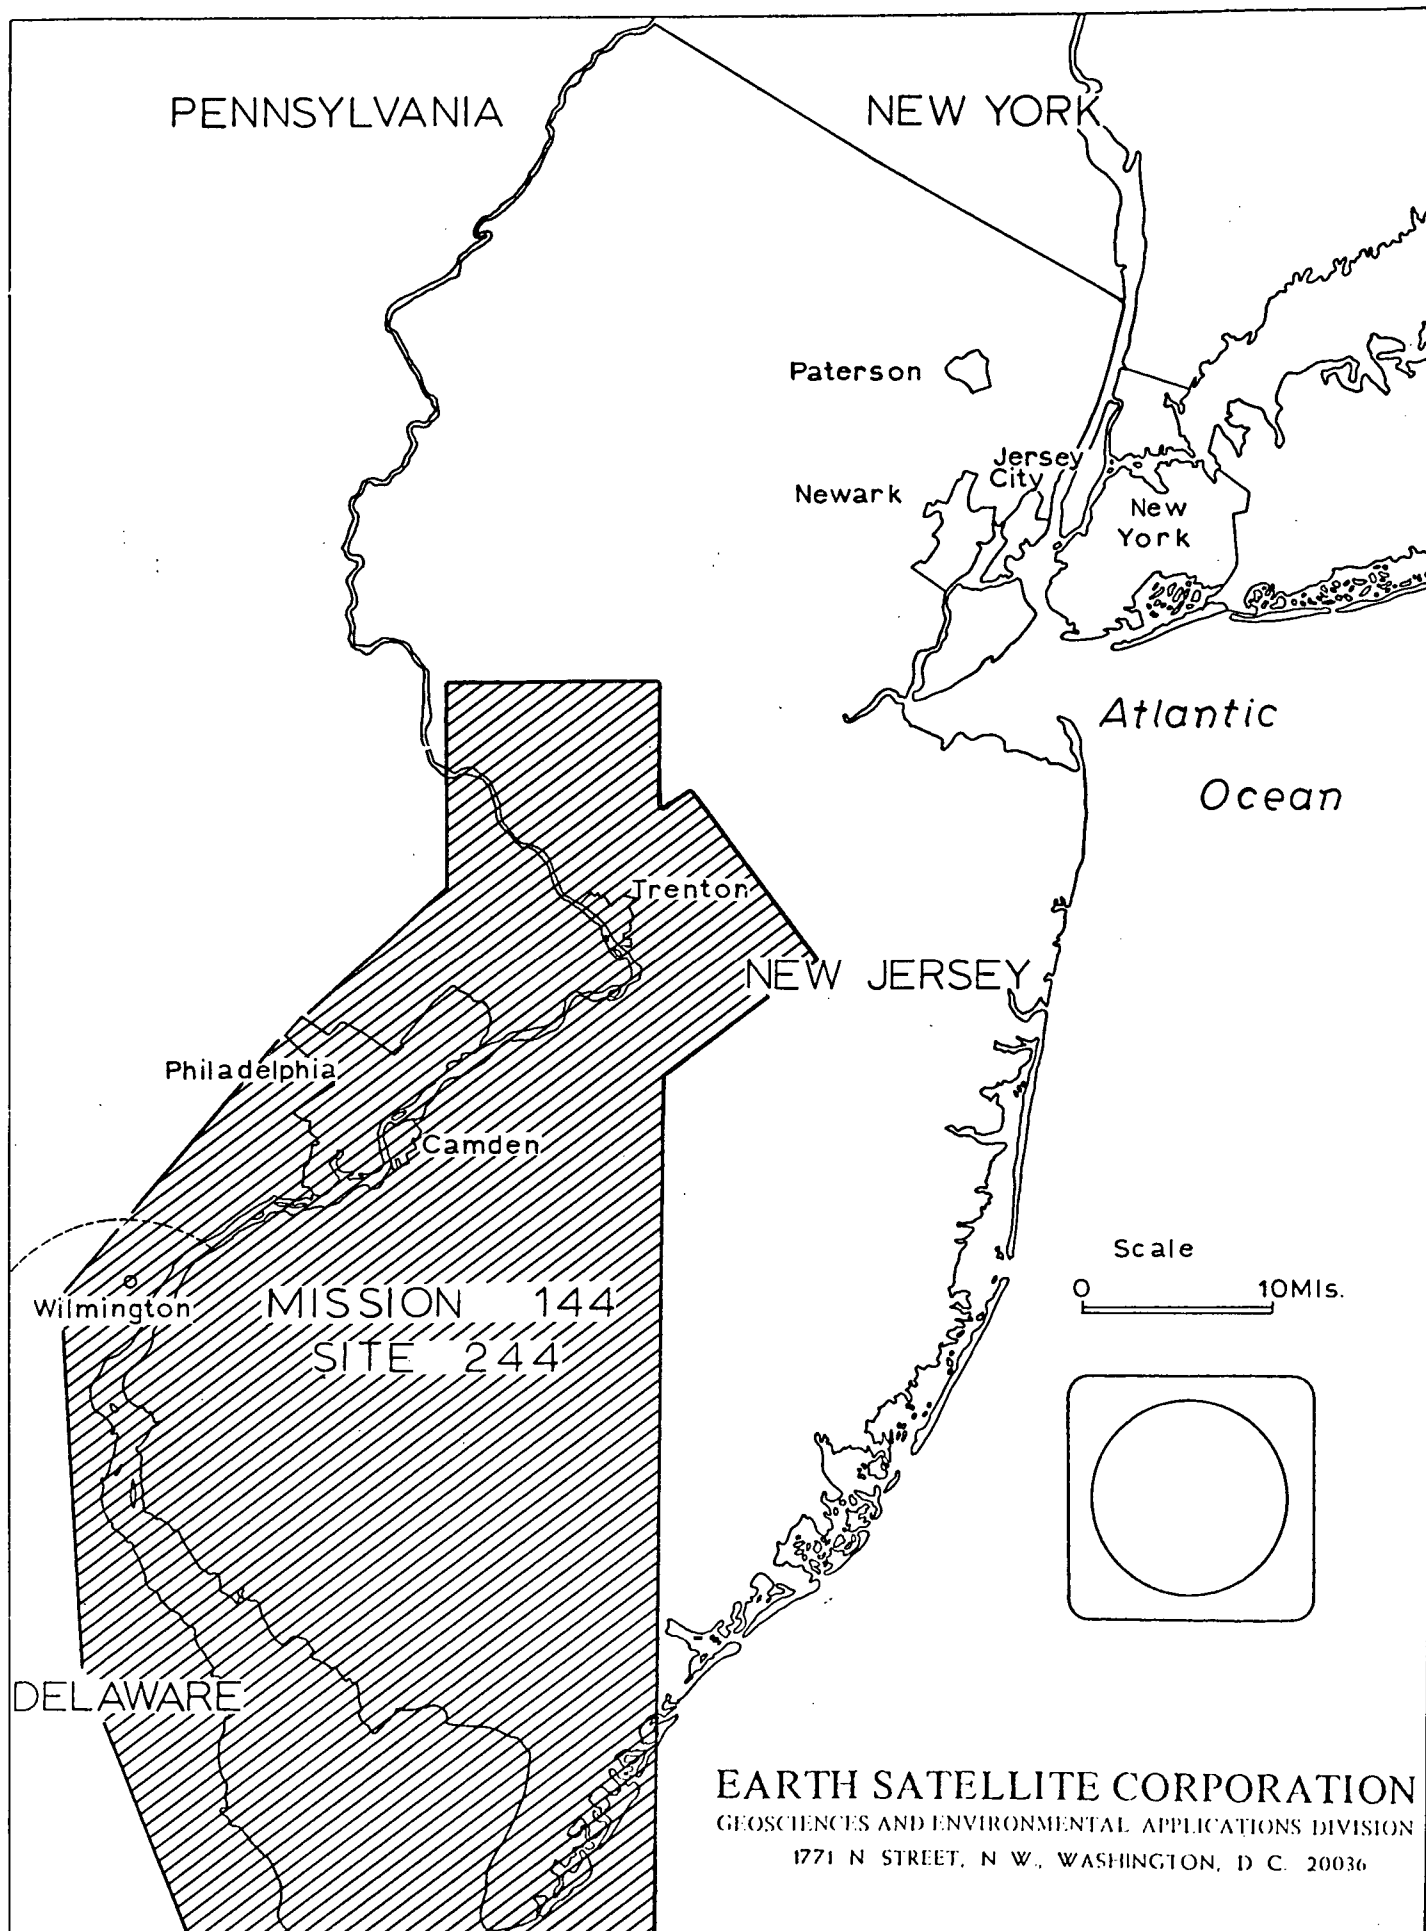 PENNSYLVANIA
NEW YORK
Paterson
Jersey
City
Newark
New
York
Atlantic
Ocean
Trenton
NEW JERSEY
Philadelphia
Camden
Scale
0 10MIs.
Wilmington
MISSION 144
SITE 244
DELAWARE
EARTH SATELLITE CORPORATION
GEOSCIENCES AND ENVIRONMENTAL APPLICATIONS DIVISION
1771 N STREET, N W., WASHINGTON, D C. 20036